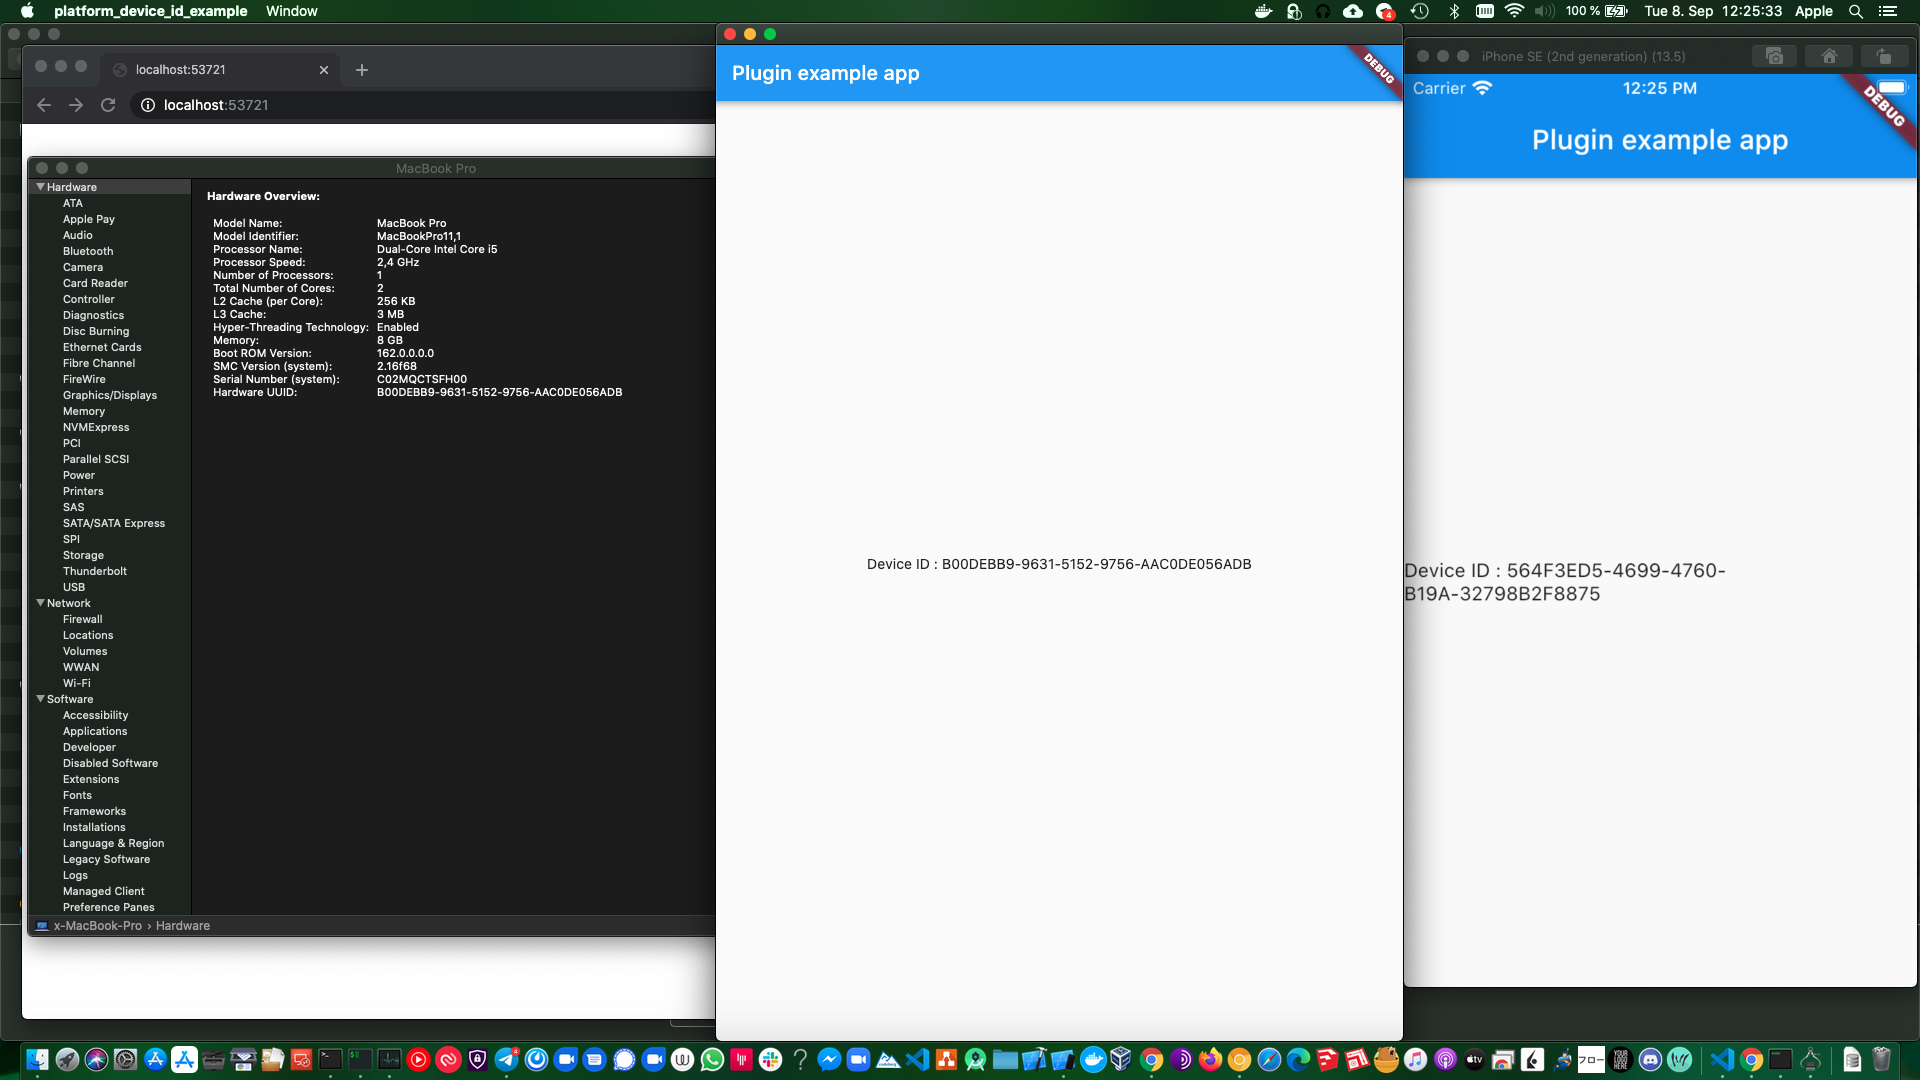 platform_device_id_example Window
4 100 % Tue 8. Sep 12:25:33 Apple
localhost:53721
localhost:53721
MacBook Pro
Hardware
ATA
Apple Pay
Audio
Bluetooth
Camera
Card Reader
Controller
Diagnostics
Disc Burning
Ethernet Cards
Fibre Channel
FireWire
Graphics/Displays
Memory
NVMExpress
PCI
Parallel SCSI
Power
Printers
SAS
SATA/SATA Express
SPI
Storage
Thunderbolt
USB
Network
Firewall
Locations
Volumes
WWAN
Wi-Fi
Software
Accessibility
Applications
Developer
Disabled Software
Extensions
Fonts
Frameworks
Installations
Language & Region
Legacy Software
Logs
Managed Client
Preference Panes
Hardware Overview:
Model Name: MacBook Pro
Model Identifier: MacBookPro11,1
Processor Name: Dual-Core Intel Core i5
Processor Speed: 2,4 GHz
Number of Processors: 1
Total Number of Cores: 2
L2 Cache (per Core): 256 KB
L3 Cache: 3 MB
Hyper-Threading Technology: Enabled
Memory: 8 GB
Boot ROM Version: 162.0.0.0.0
SMC Version (system): 2.16f68
Serial Number (system): C02MQCTSFH00
Hardware UUID: B00DEBB9-9631-5152-9756-AAC0DE056ADB
x-MacBook-Pro › Hardware
Plugin example app
DEBUG
Device ID : B00DEBB9-9631-5152-9756-AAC0DE056ADB
iPhone SE (2nd generation) (13.5)
Carrier 12:25 PM
DEBUG
Plugin example app
Device ID : 564F3ED5-4699-4760-
B19A-32798B2F8875
tv
フロー
YOUR LOGO HERE